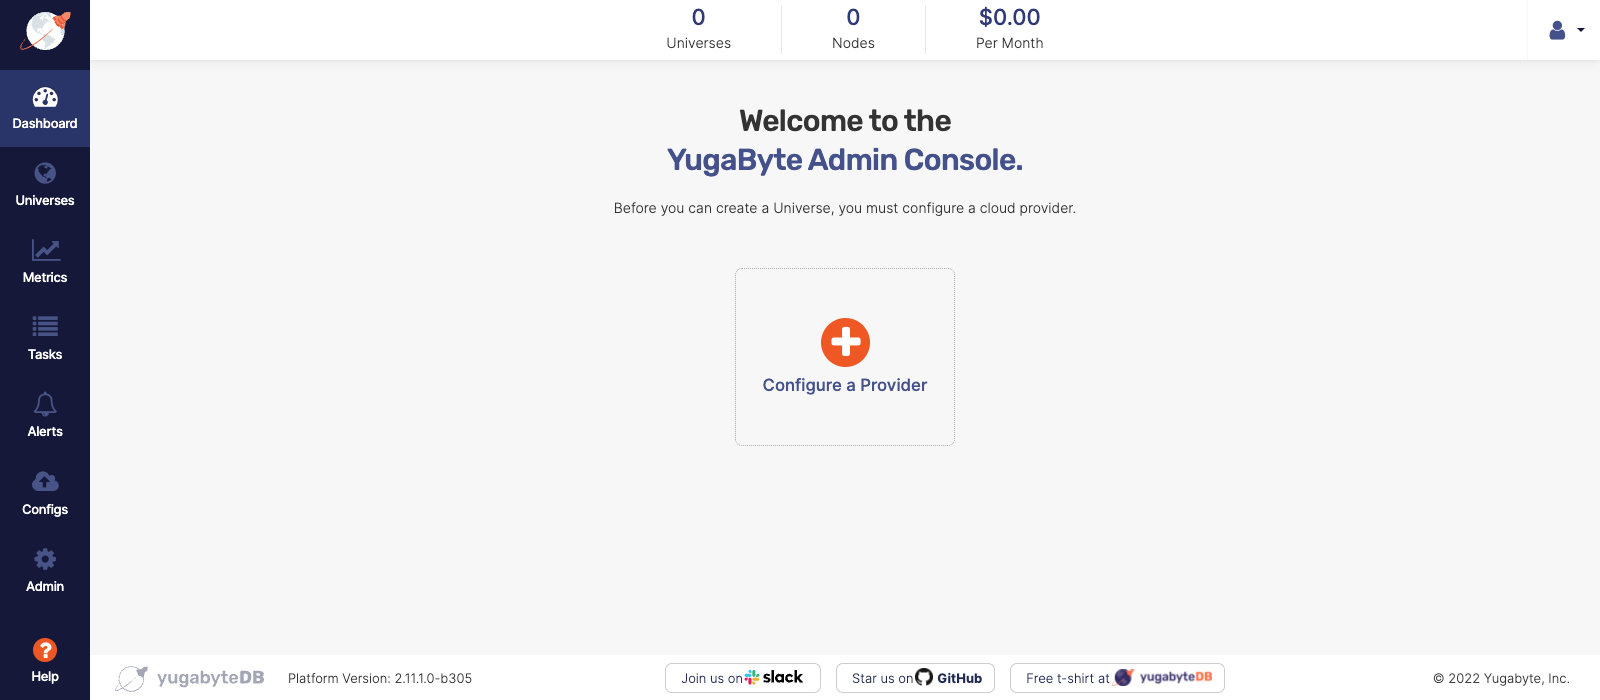 0
Universes
0
Nodes
$0.00
Per Month
Dashboard
Universes
Metrics
Tasks
Alerts
Configs
Admin
Help
Welcome to the
YugaByte Admin Console.
Before you can create a Universe, you must configure a cloud provider.
Configure a Provider
yugabyteDB
Platform Version: 2.11.1.0-b305
Join us on slack
Star us on GitHub
Free t-shirt at yugabyteDB
© 2022 Yugabyte, Inc.